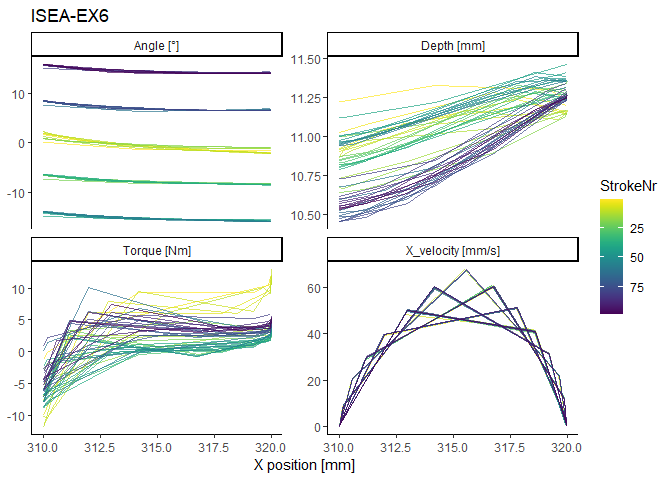 ISEA-EX6
Angle [°]
Depth [mm]
10
0
-10
11.50
11.25
11.00
10.75
10.50
StrokeNr
25
50
75
Torque [Nm]
X_velocity [mm/s]
10
5
0
-5
-10
60
40
20
0
310.0 312.5 315.0 317.5 320.0
310.0 312.5 315.0 317.5 320.0
X position [mm]